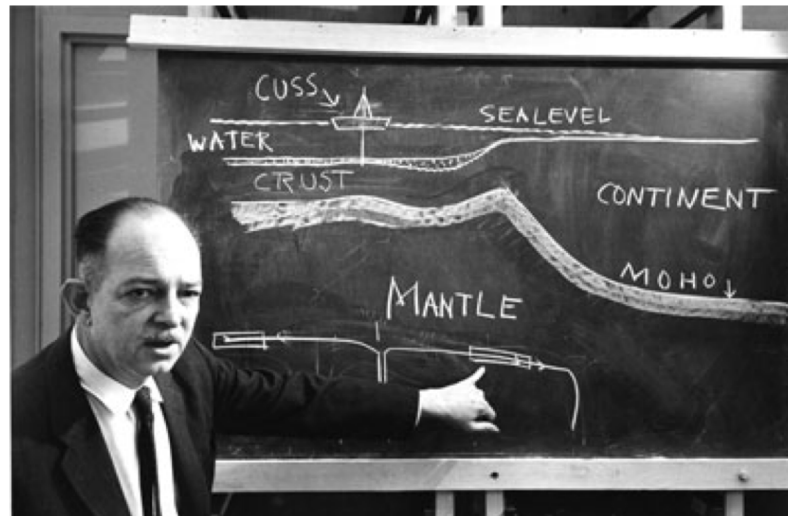 CUSS
SEALEVEL
WATER
CRUST
CONTINENT
MOHO
MANTLE